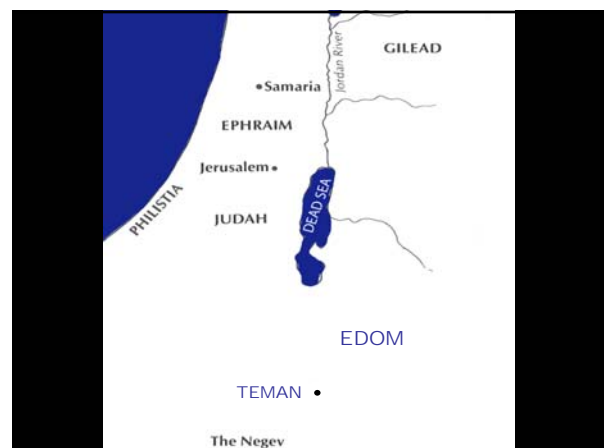 GILEAD
Jordan River
Samaria
EPHRAIM
Jerusalem
PHILISTIA
DEAD SEA
JUDAH
EDOM
TEMAN
The Negev